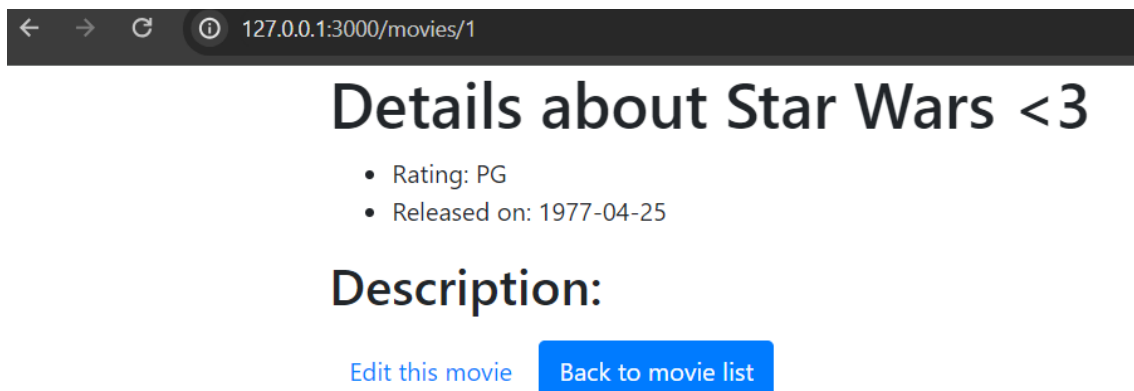 127.0.0.1:3000/movies/1
Details about Star Wars <3
Rating: PG
Released on: 1977-04-25
Description:
Edit this movie Back to movie list